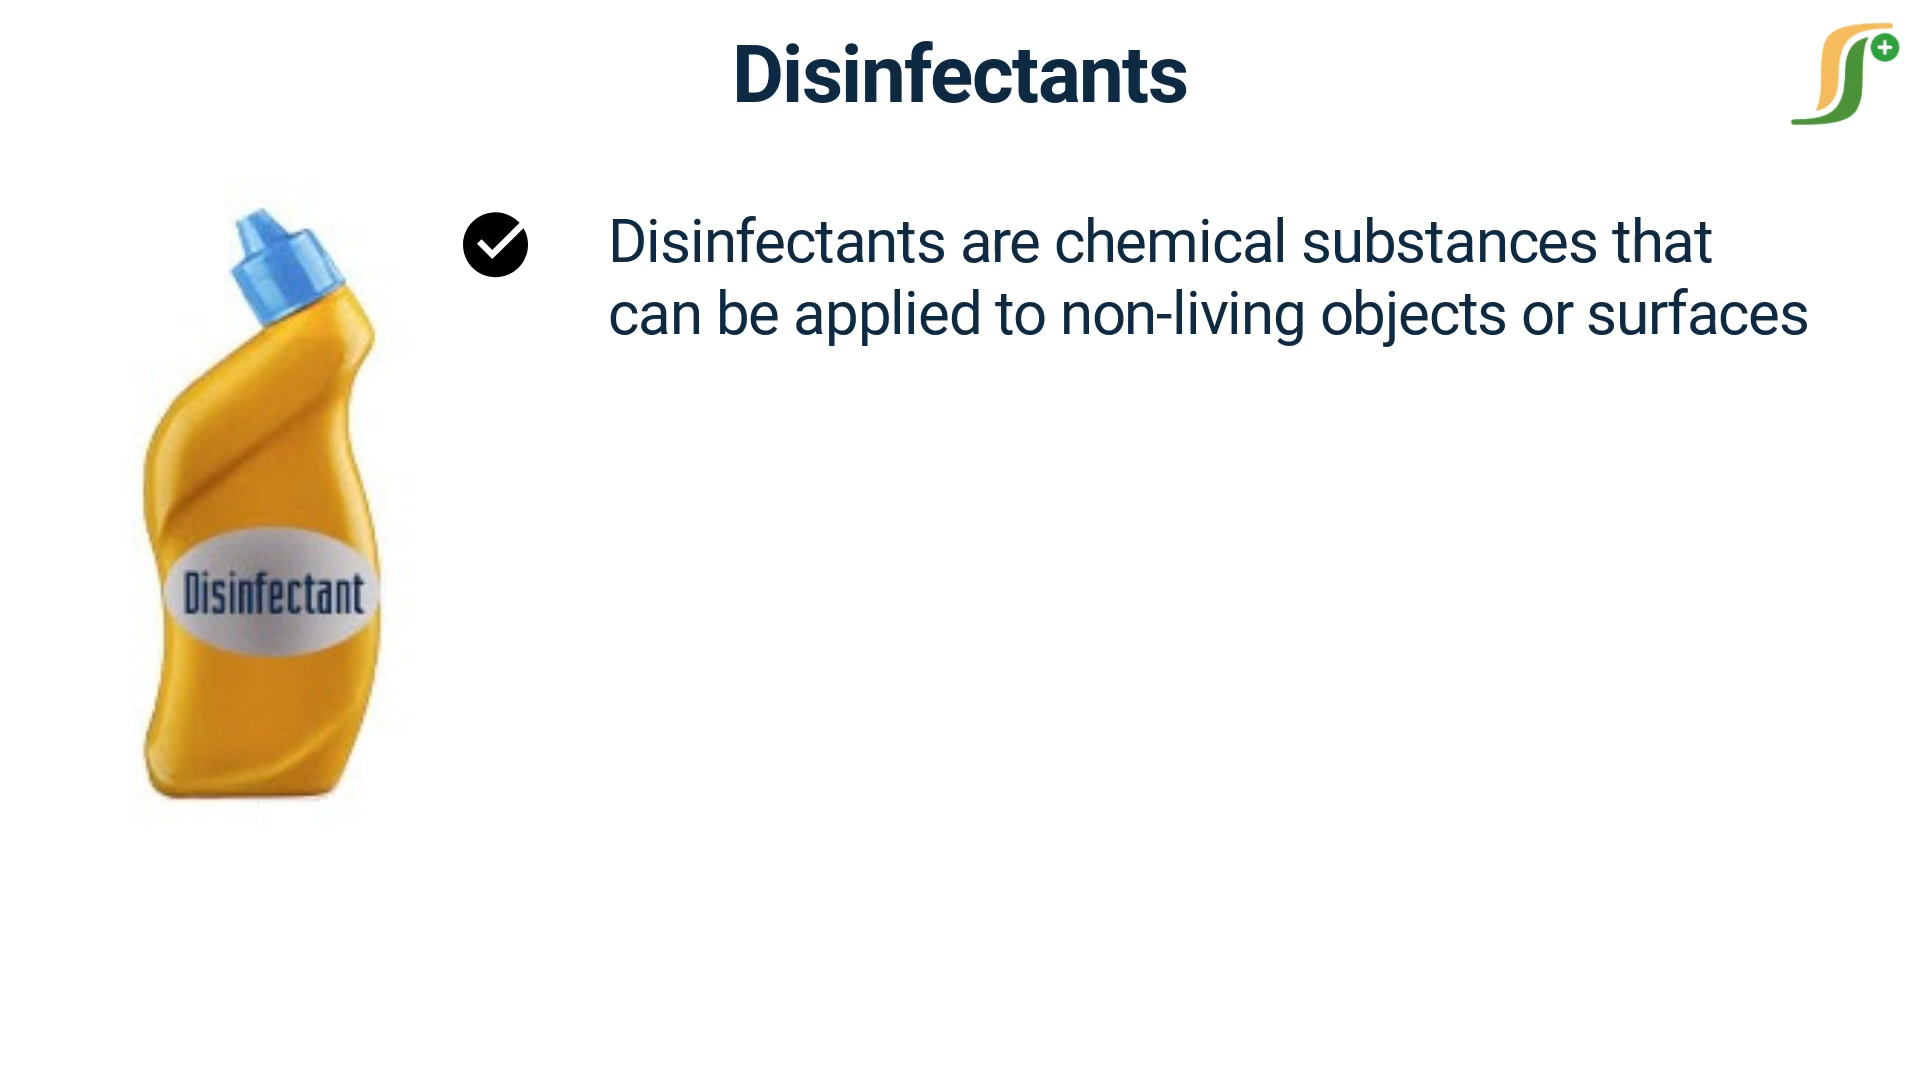 Disinfectants
Disinfectants are chemical substances that
can be applied to non-living objects or surfaces
Disinfectant